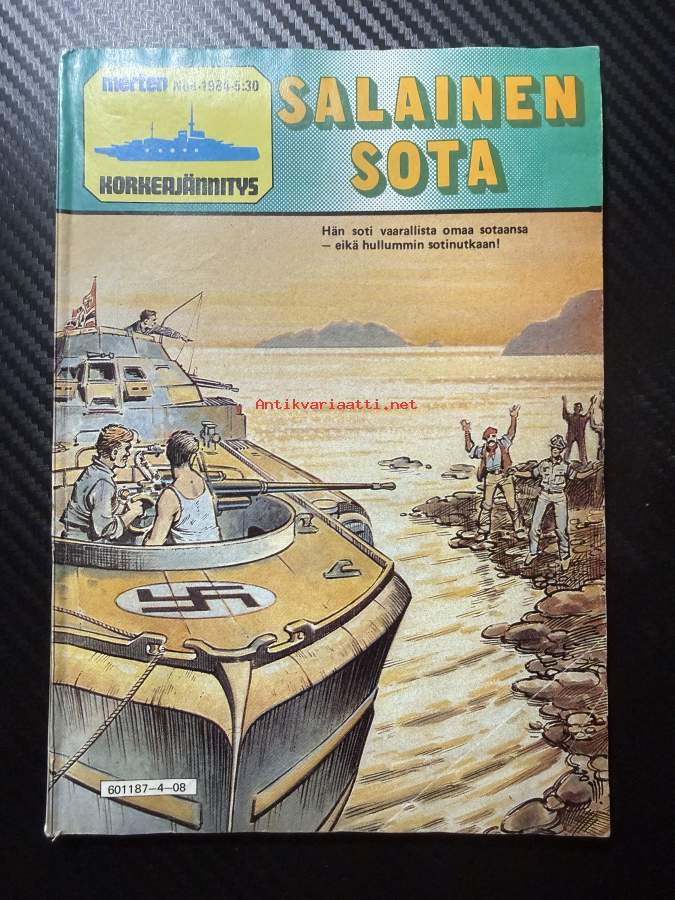 merten No 4-1984-5:30
KORKEAJÄNNITYS
SALAINEN
SOTA
Hän soti vaarallista omaa sotaansa
— eikä hullummin sotinutkaan!
Antikvariaatti.net
601187-4-08